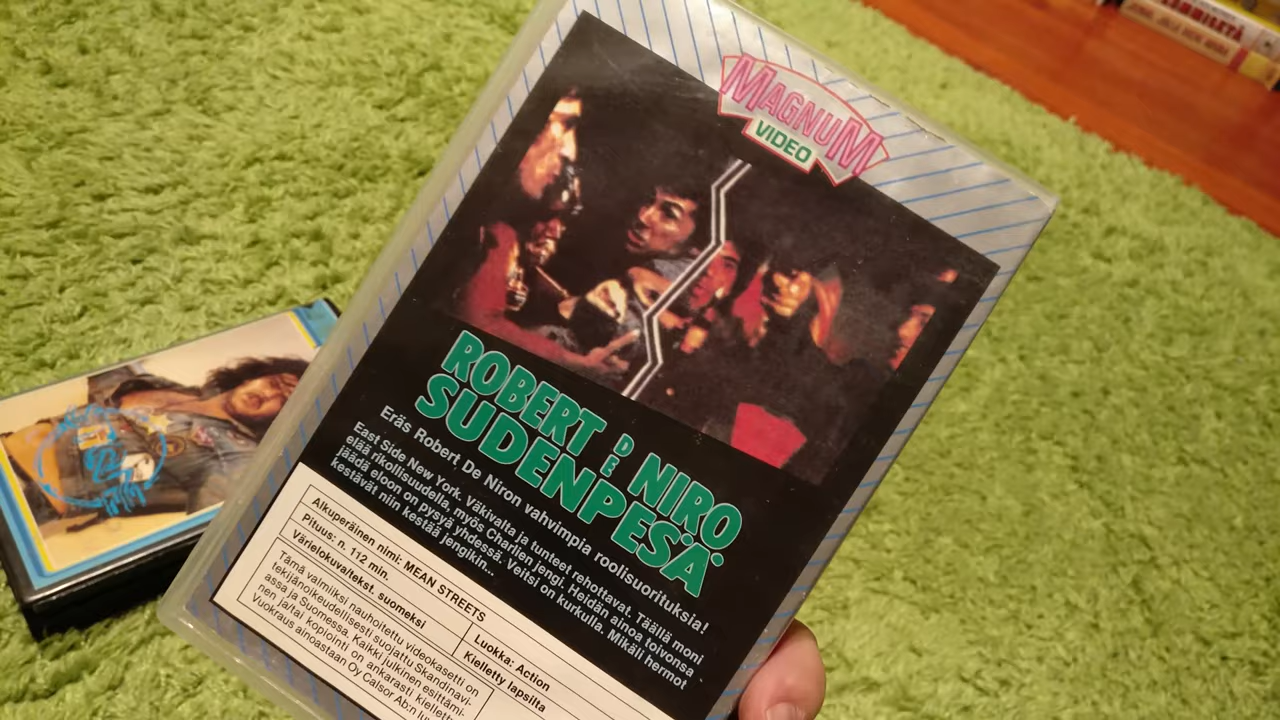 MAGNUM
VIDEO
ROBERT DE NIRO
SUDENPESÄ
Eräs Robert De Niron vahvimpia roolisuorituksia!
East Side New York. Väkivalta ja tunteet rehottavat. Täällä moni
elää rikollisuudella, myös Charlien jengi. Heidän ainoa toivonsa
jäädä eloon on pysyä yhdessä. Veitsi on kurkulla. Mikäli hermot
kestävät niin kestää jengikin...
Alkuperäinen nimi: MEAN STREETS
Pituus: n. 112 min.
Luokka: Action
Värielokuva/tekst. suomeksi
Kielletty lapsilta
Tämä valmiiksi nauhoitettu videokasetti on
tekijänoikeudellisesti suojattu Skandinavi-
assa ja Suomessa. Kaikki julkinen esittämi-
nen ja/tai kopiointi on ankarasti kielletty
Vuokraus ainoastaan Oy Calsor Ab:n